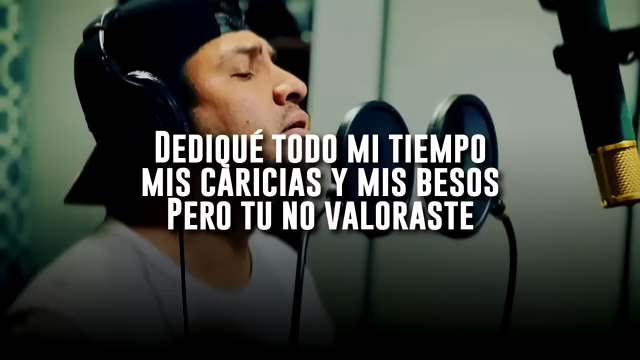 Dediqué todo mi tiempo
mis caricias y mis besos
Pero tu no valoraste